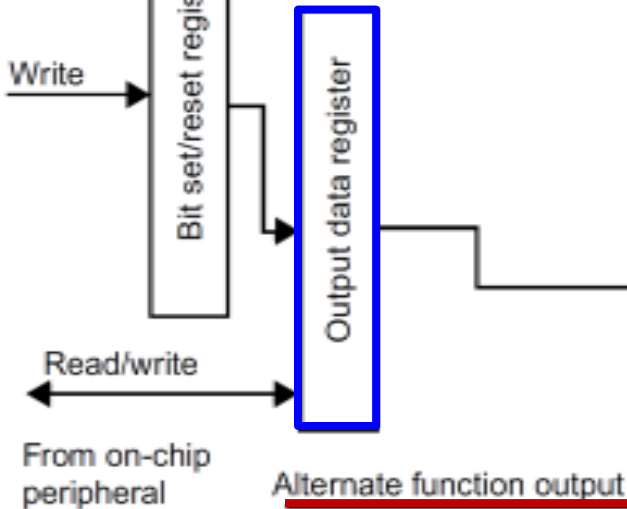 Write
Bit set/reset regis
Output data register
Read/write
From on-chip
peripheral
Alternate function output